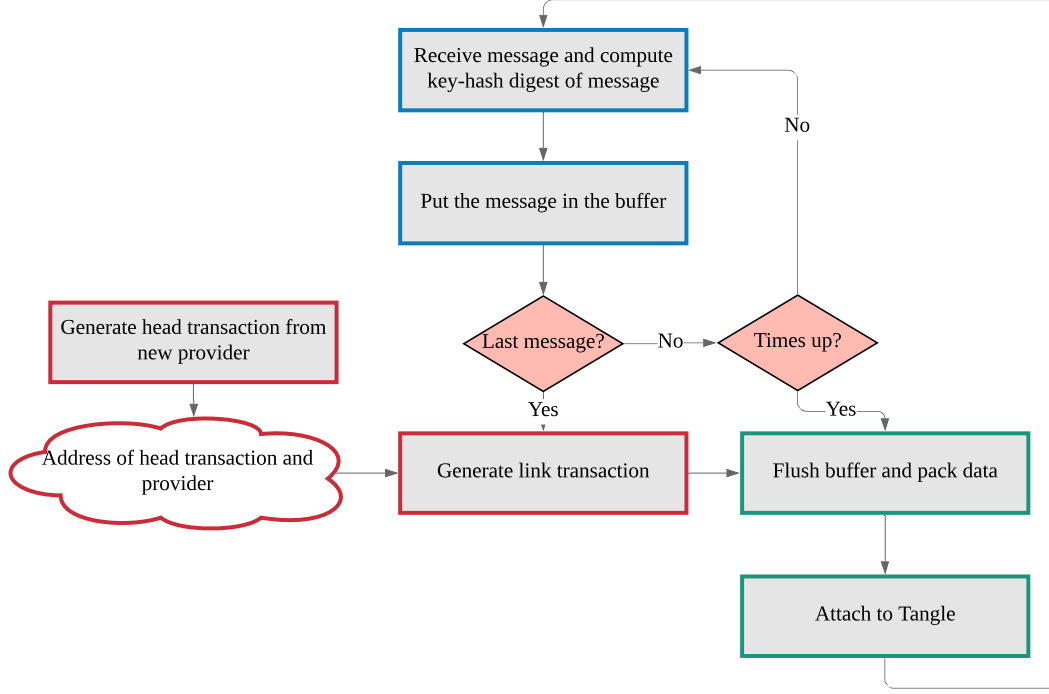 Receive message and compute
key-hash digest of message
No
Put the message in the buffer
Generate head transaction from
new provider
Last message?
No
Times up?
Yes
Yes
Address of head transaction and
provider
Generate link transaction
Flush buffer and pack data
Attach to Tangle